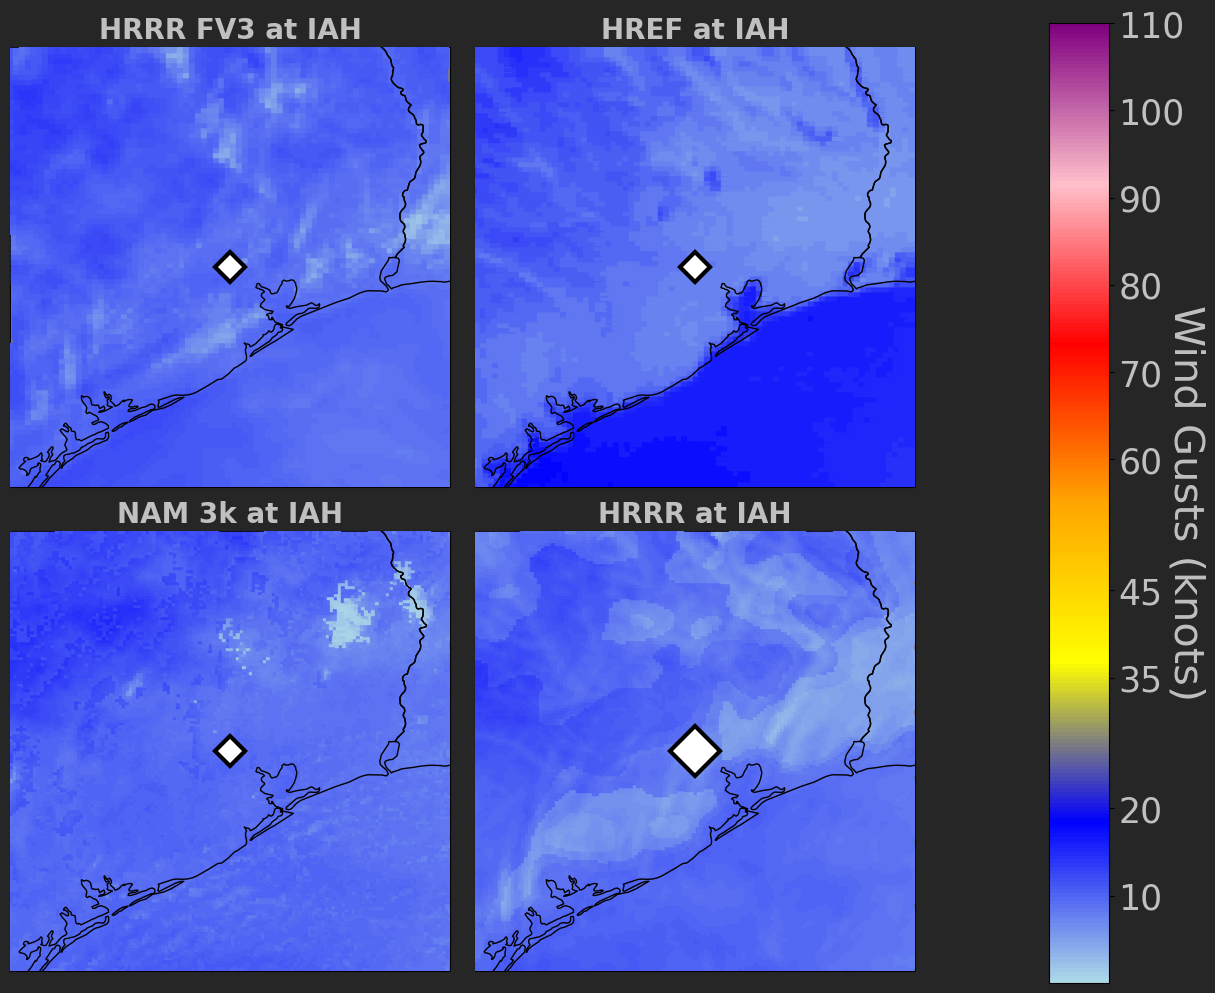 HRRR FV3 at IAH
HREF at IAH
NAM 3k at IAH
HRRR at IAH
110
100
90
80
70
60
45
35
20
10
Wind Gusts (knots)